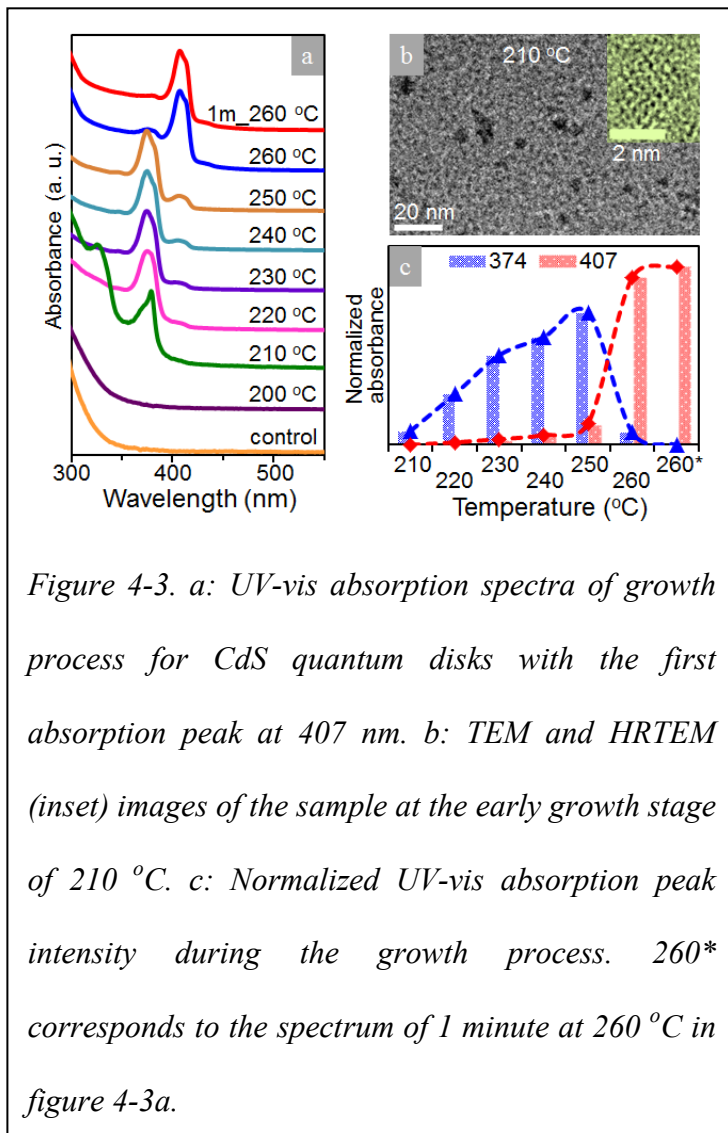 a
1m_260 °C
260 °C
250 °C
240 °C
230 °C
220 °C
210 °C
200 °C
control
Absorbance (a. u.)
300 400 500
Wavelength (nm)
b
210 °C
2 nm
20 nm
c
374 407
Normalized
absorbance
210 220 230 240 250 260 260*
Temperature (°C)
Figure 4-3. a: UV-vis absorption spectra of growth
process for CdS quantum disks with the first
absorption peak at 407 nm. b: TEM and HRTEM
(inset) images of the sample at the early growth stage
of 210 °C. c: Normalized UV-vis absorption peak
intensity during the growth process. 260*
corresponds to the spectrum of 1 minute at 260 °C in
figure 4-3a.